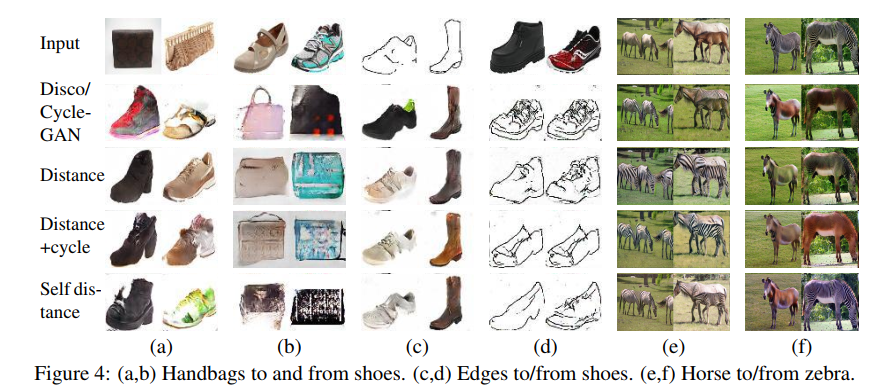 Input
Disco/
Cycle-
GAN
Distance
Distance
+cycle
Self dis-
tance
(a) (b) (c) (d) (e) (f)
Figure 4: (a,b) Handbags to and from shoes. (c,d) Edges to/from shoes. (e,f) Horse to/from zebra.